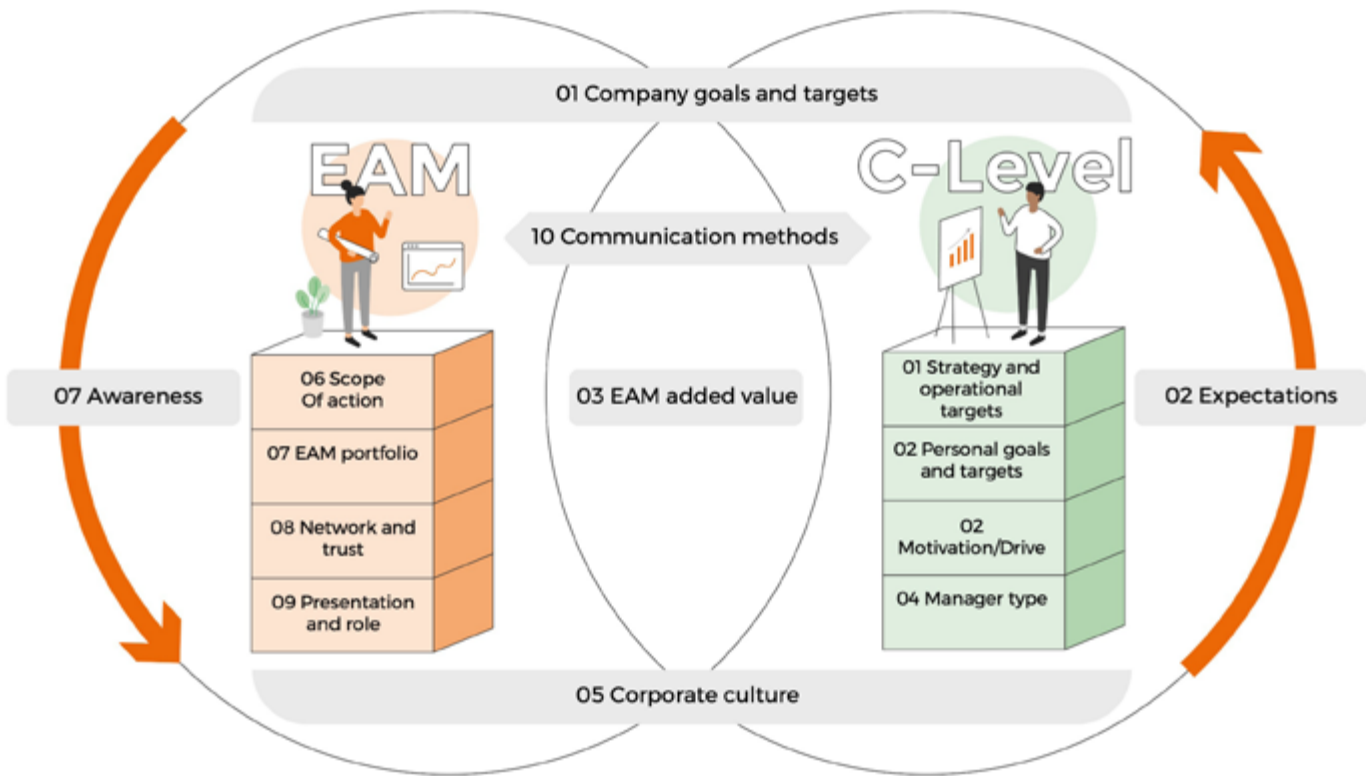 01 Company goals and targets
EAM
C-Level
10 Communication methods
07 Awareness
06 Scope
Of action
07 EAM portfolio
08 Network and
trust
09 Presentation
and role
03 EAM added value
01 Strategy and
operational
targets
02 Personal goals
and targets
02
Motivation/Drive
04 Manager type
02 Expectations
05 Corporate culture